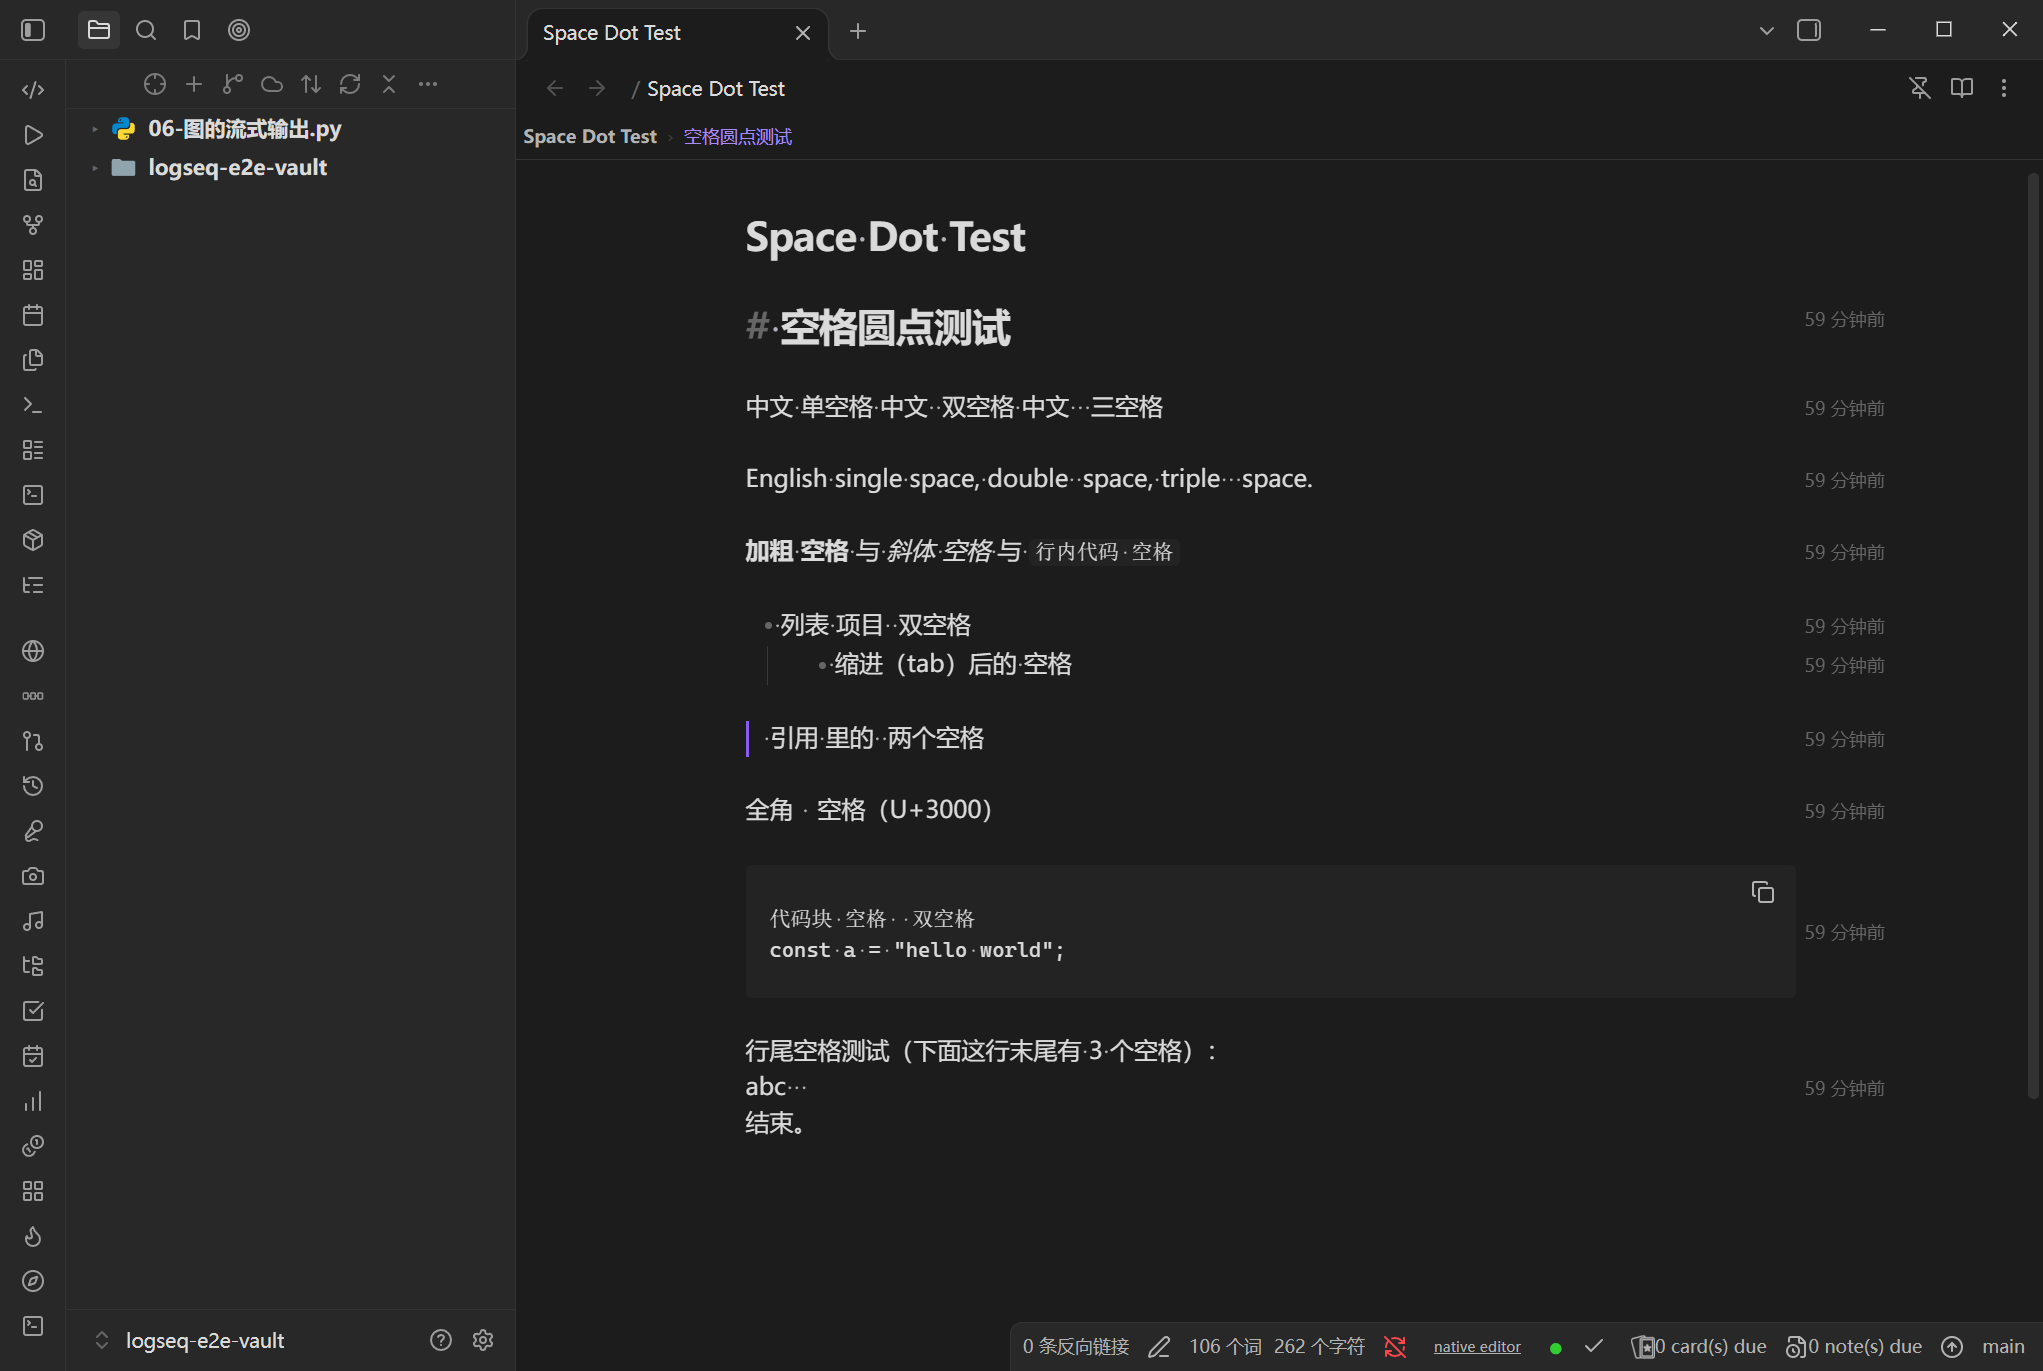 Space Dot Test
/ Space Dot Test
Space Dot Test › 空格圆点测试
06-图的流式输出.py
logseq-e2e-vault
Space·Dot·Test
#·空格圆点测试 59 分钟前
中文·单空格·中文··双空格·中文···三空格 59 分钟前
English·single·space,·double··space,·triple···space. 59 分钟前
加粗·空格·与·斜体·空格·与·行内代码·空格 59 分钟前
•·列表·项目··双空格 59 分钟前
•·缩进（tab）后的·空格 59 分钟前
·引用·里的··两个空格 59 分钟前
全角·空格（U+3000） 59 分钟前
代码块·空格··双空格
const·a·=·"hello·world"; 59 分钟前
行尾空格测试（下面这行末尾有·3·个空格）：
abc··· 59 分钟前
结束。
logseq-e2e-vault
0 条反向链接 106 个词 262 个字符 native editor 0 card(s) due 0 note(s) due main